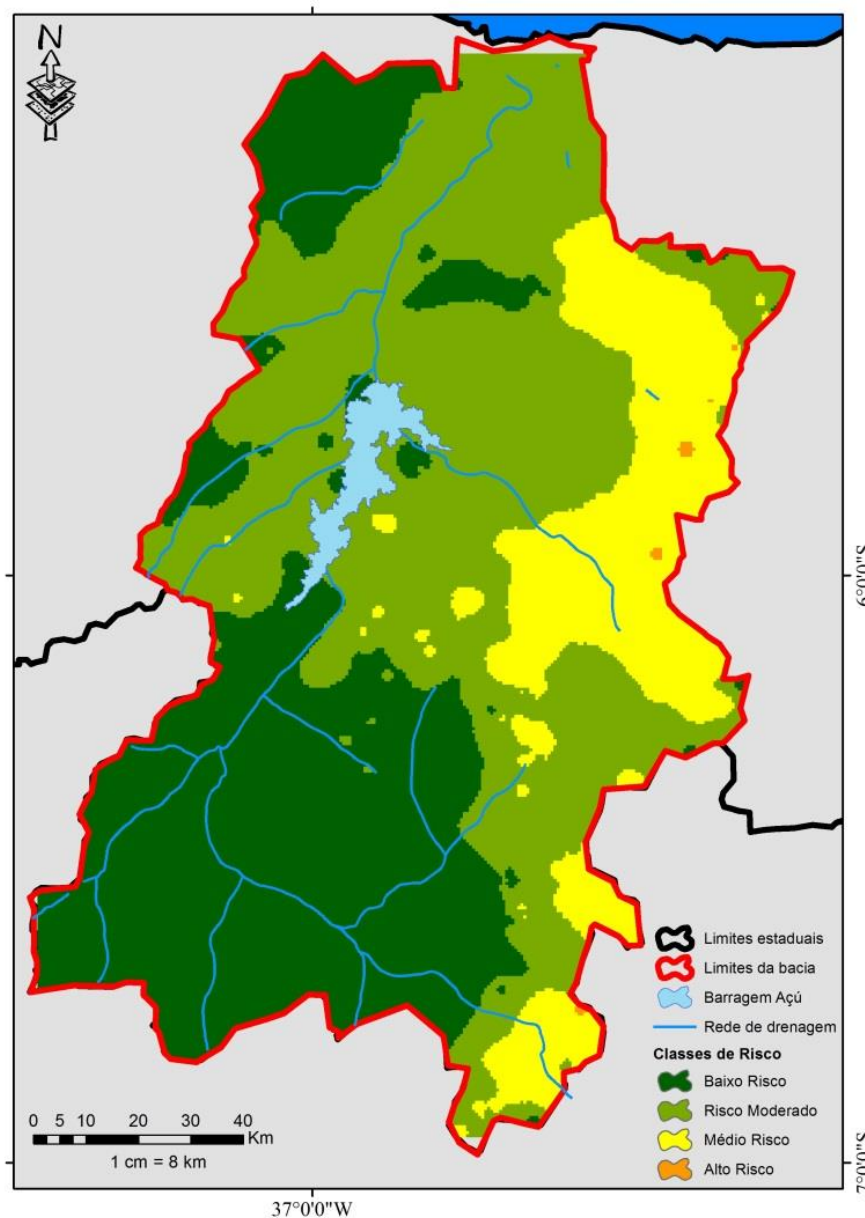 N
6°0'0"S
Limites estaduais
Limites da bacia
Barragem Açú
Rede de drenagem
Classes de Risco
Baixo Risco
Risco Moderado
Médio Risco
Alto Risco
0 5 10 20 30 40
Km
1 cm = 8 km
7°0'0"S
37°0'0"W